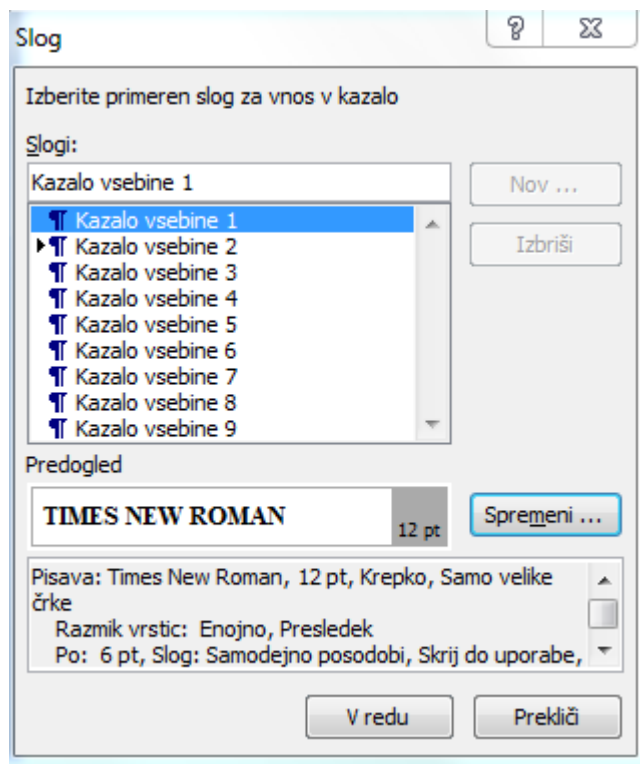 Slog
Izberite primeren slog za vnos v kazalo
Slogi:
Kazalo vsebine 1
Nov ...
Kazalo vsebine 1
Kazalo vsebine 2
Izbriši
Kazalo vsebine 3
Kazalo vsebine 4
Kazalo vsebine 5
Kazalo vsebine 6
Kazalo vsebine 7
Kazalo vsebine 8
Kazalo vsebine 9
Predogled
TIMES NEW ROMAN
12 pt
Spremeni ...
Pisava: Times New Roman, 12 pt, Krepko, Samo velike
črke
Razmik vrstic: Enojno, Presledek
Po: 6 pt, Slog: Samodejno posodobi, Skrij do uporabe,
V redu
Prekliči